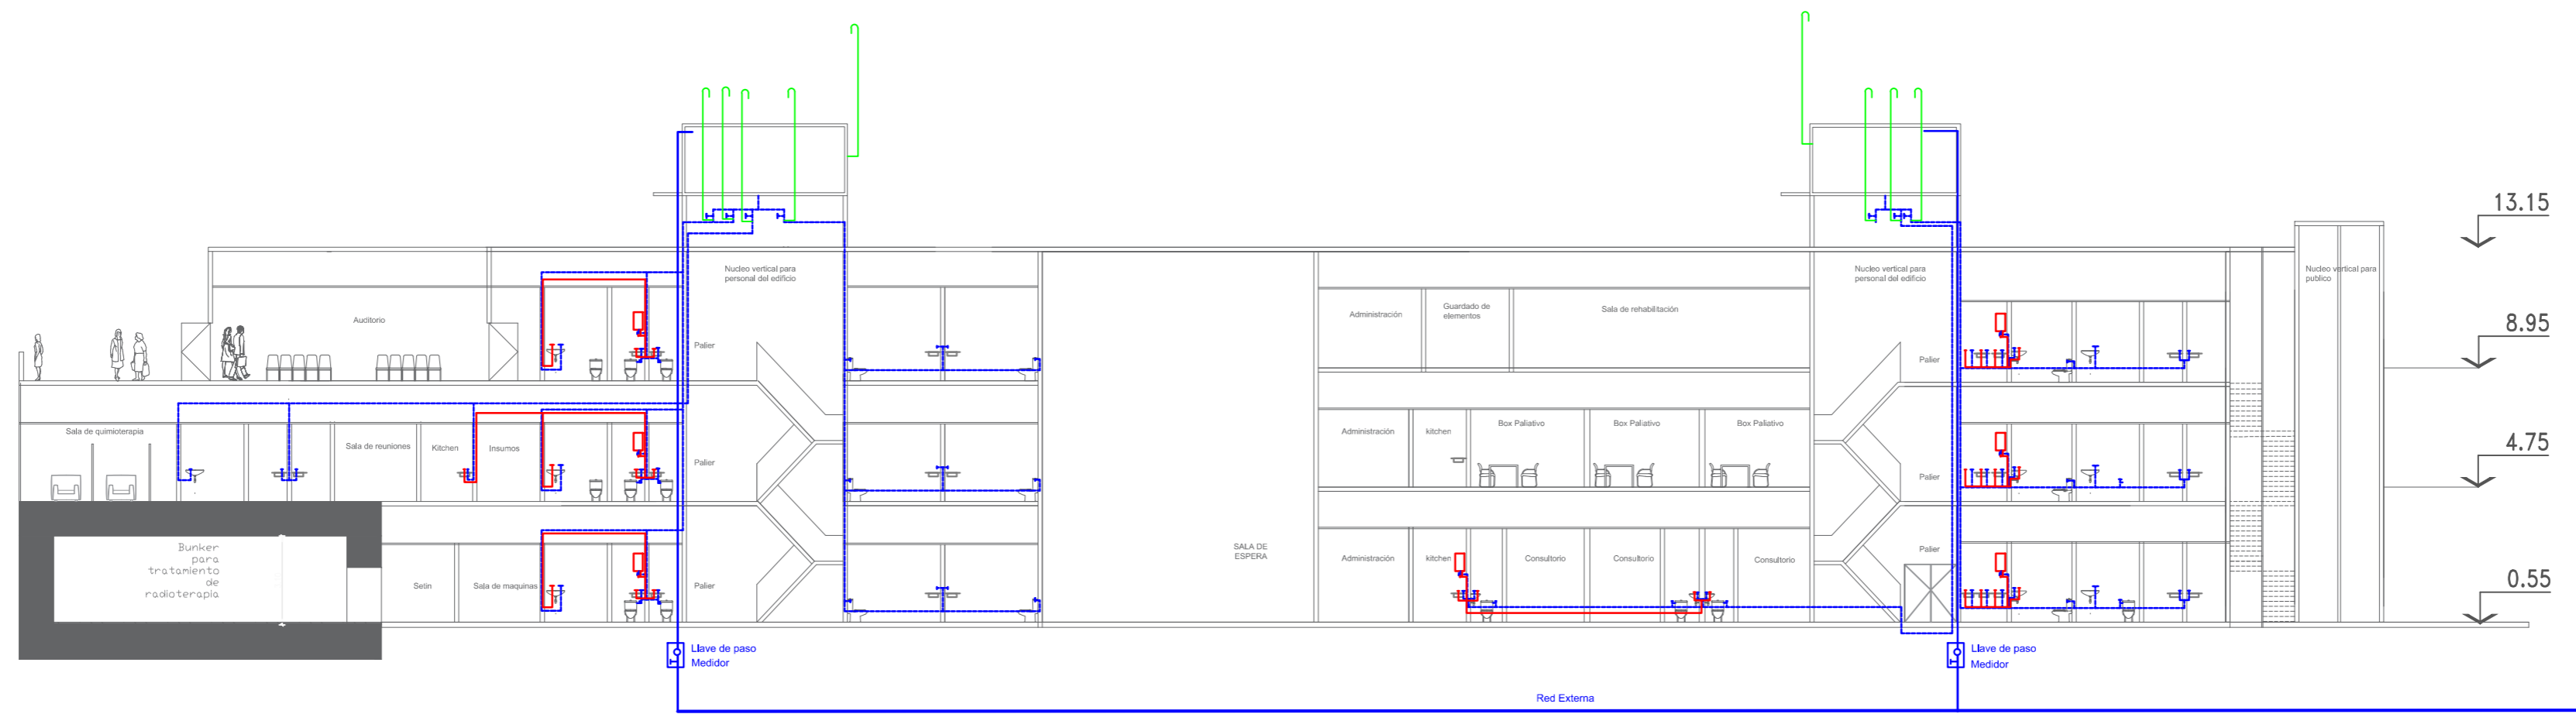 13.15
Nucleo vertical para
personal del edificio
Nucleo vertical para
personal del edificio
Nucleo vertical para
publico
Auditorio
Palier
Administración
Guardado de
elementos
Sala de rehabilitación
Palier
8.95
Sala de quimioterapia
Sala de reuniones
Kitchen
Insumos
Palier
Administración
kitchen
Box Paliativo
Box Paliativo
Box Paliativo
Palier
4.75
Bunker
para
tratamiento
de
radioterapia
Setin
Sala de maquinas
Palier
SALA DE
ESPERA
Administración
kitchen
Consultorio
Consultorio
Consultorio
Palier
0.55
Llave de paso
Medidor
Llave de paso
Medidor
Red Externa